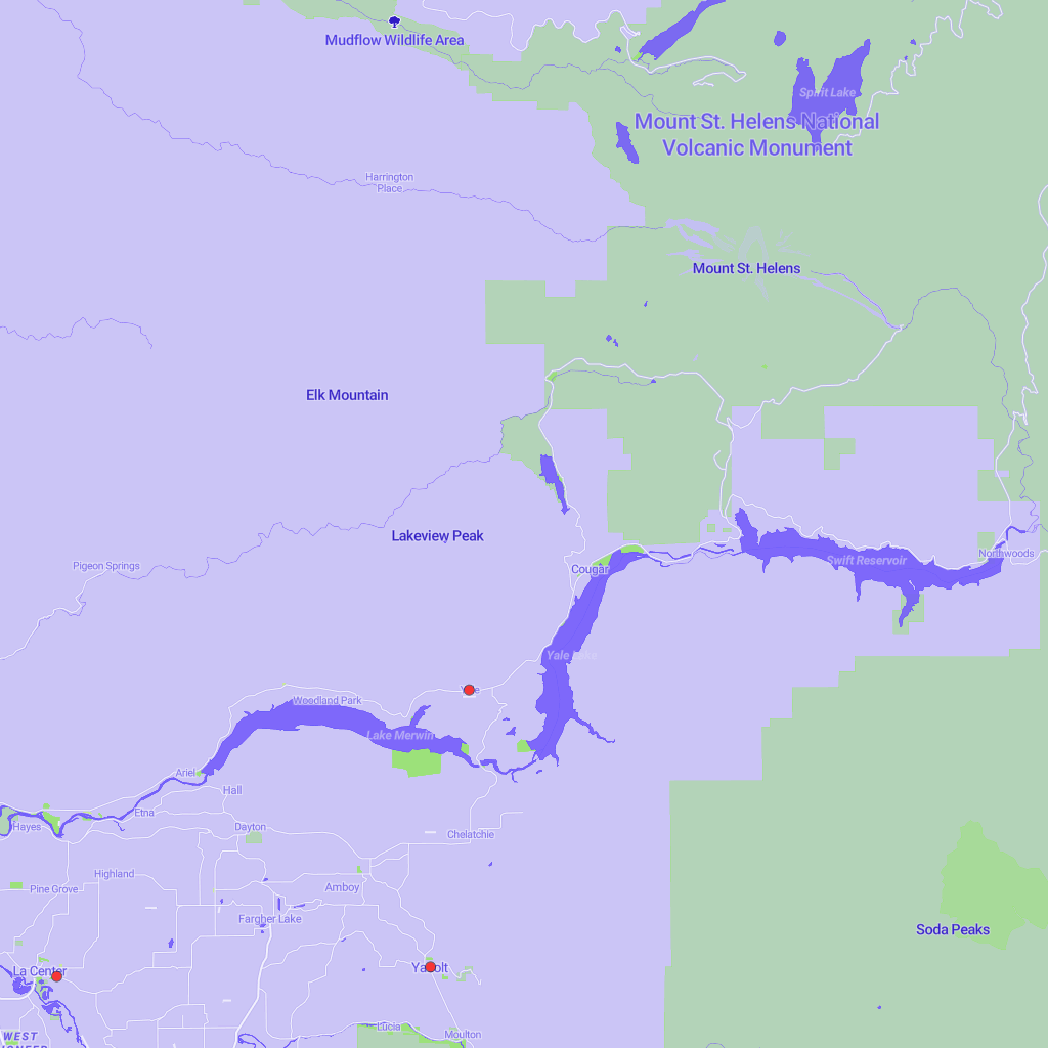 Mudflow Wildlife Area
Spirit Lake
Mount St. Helens National
Volcanic Monument
Harrington
Place
Mount St. Helens
Elk Mountain
Lakeview Peak
Northwoods
Swift Reservoir
Pigeon Springs
Cougar
Yale Lake
Woodland Park
Lake Merwin
Ariel
Hall
Etna
Hayes
Dayton
Chelatchie
Highland
Pine Grove
Amboy
Fargher Lake
Soda Peaks
La Center
Yacolt
Lucia
Moulton
WEST